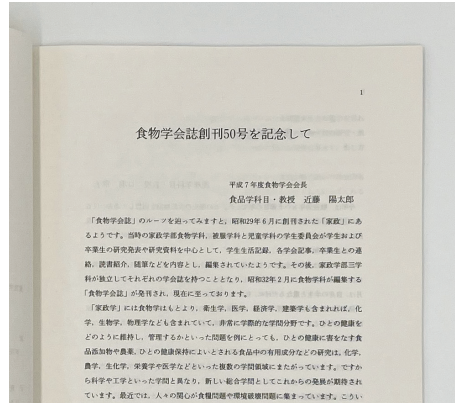 1
食物学会誌創刊50号を記念して
平成7年度食物学会会長
食品学科目・教授 近藤 陽太郎
「食物学会誌」のルーツを辿ってみますと、昭和29年6月に創刊された「家政」にあ
るようです。当時の家政学部食物学科、被服学科と児童学科の学生委員会が学生および
卒業生の研究発表や研究資料を中心として、学生生活記録、各学会記事、卒業生との連
絡、読書紹介、随筆などを内容とし、編集されていたようです。その後、家政学部三学
科が独立してそれぞれの学会誌を持つこととなり、昭和32年2月に食物学科が編集する
「食物学会誌」が発刊され、現在に至っております。
「家政学」には食物学はもとより、衛生学、医学、経済学、建築学も含まれれば、化
学、生物学、物理学なども含まれていて、非常に学際的な学問分野です。ひとの健康を
どのように維持し、管理するかといった問題を例にとっても、ひとの健康に害をなす食
品添加物や農薬、ひとの健康保持によいとされる食品中の有用成分などの研究は、化学、
農学、生化学、栄養学や医学などといった複数の学問領域にまたがっています。ですか
ら科学や工学といった学問と異なり、新しい総合学問としてこれからの発展が期待され
ています。最近では、人々の関心が食糧問題や環境破壊問題に集まっています。こうい